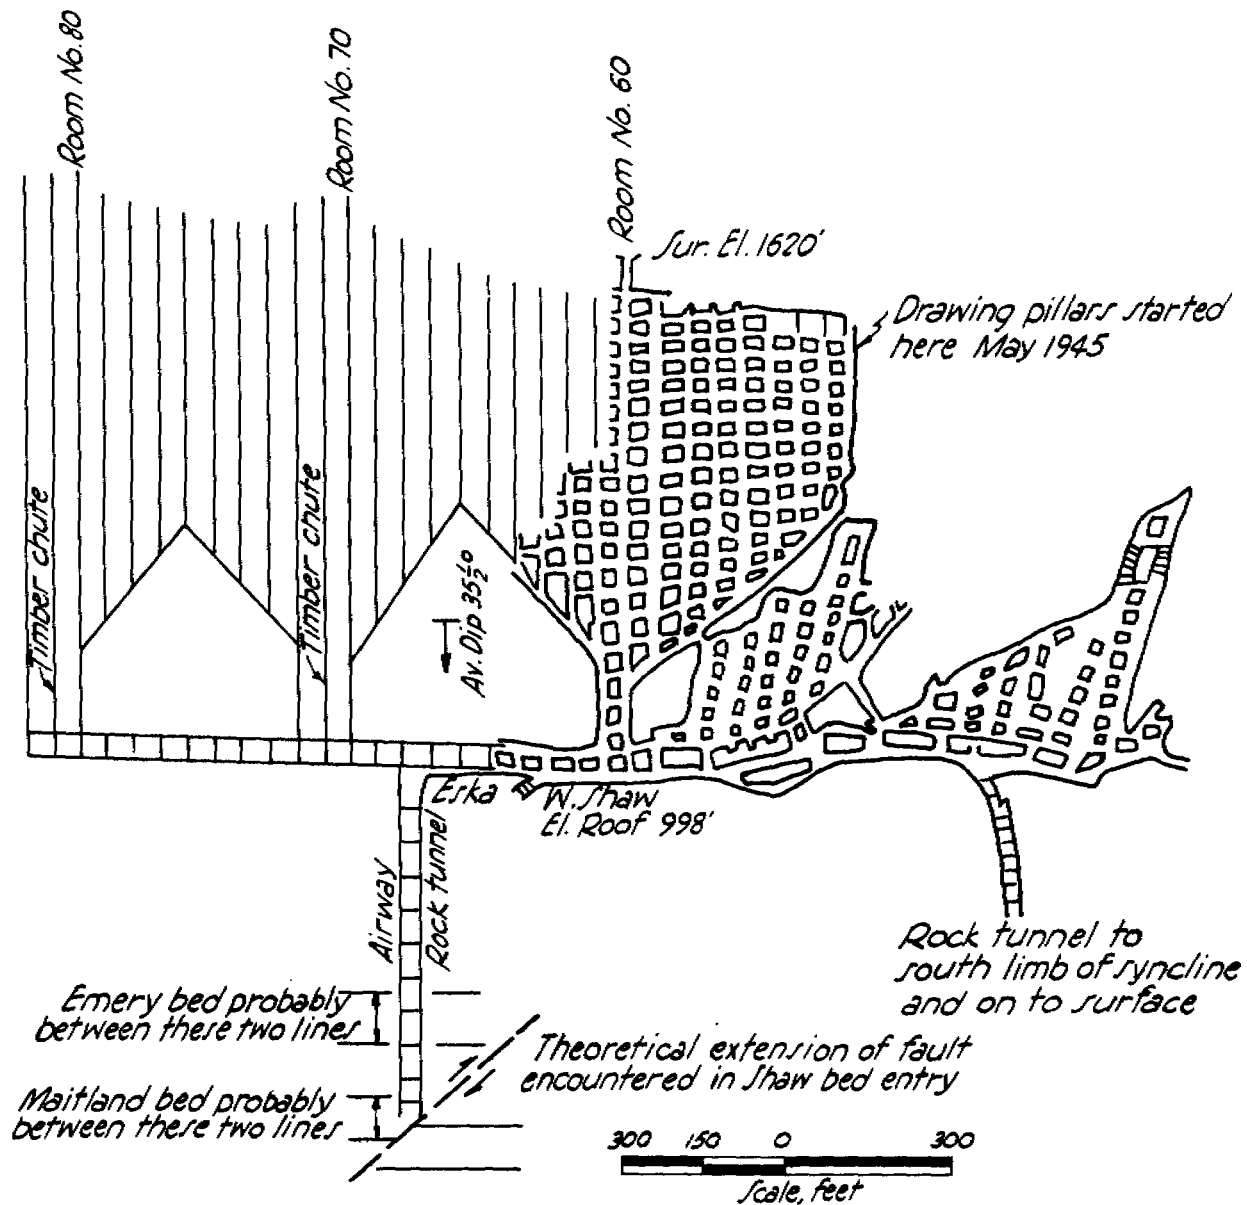 Room No. 80
Room No. 70
Room No. 60
Sur. El. 1620'
Drawing pillars started
here May 1945
Timber chute
Timber chute
Av. Dip 35½°
Eska
W. Shaw
El. Roof 998'
Airway
Rock tunnel
Rock tunnel to
south limb of syncline
and on to surface
Emery bed probably
between these two lines
Theoretical extension of fault
encountered in Shaw bed entry
Maitland bed probably
between these two lines
300 150 0 300
Scale, feet